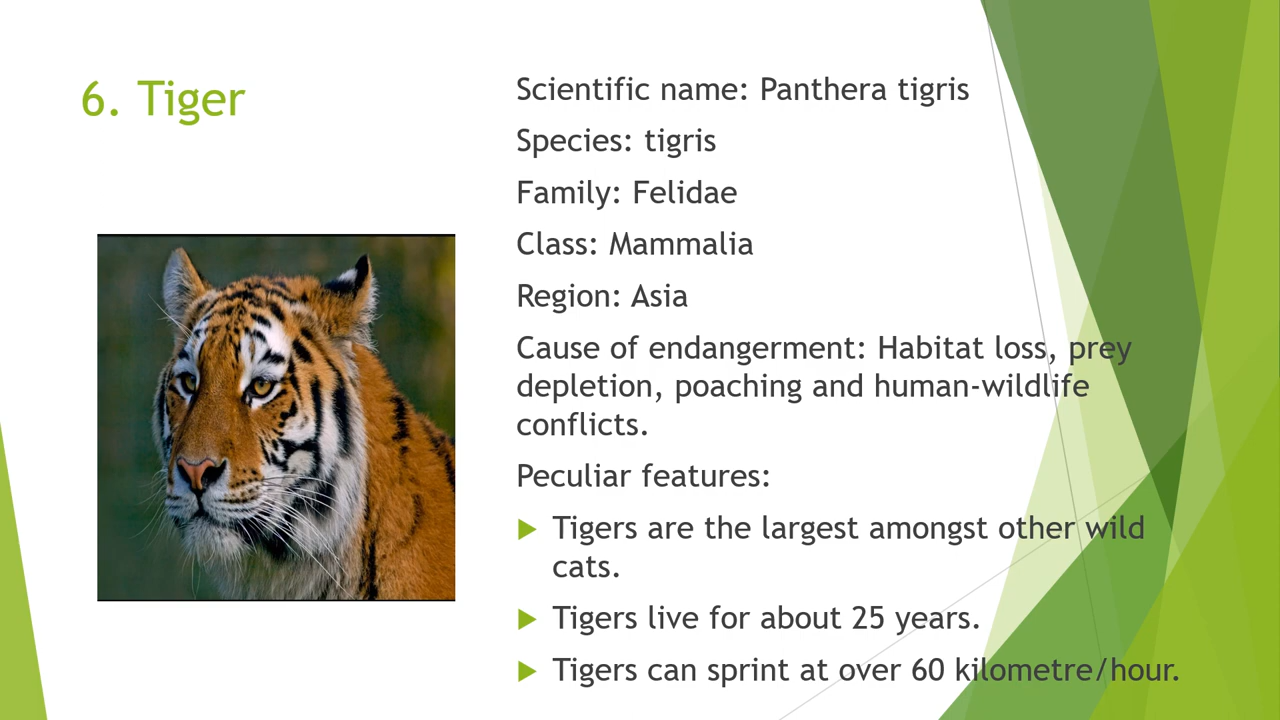 6. Tiger
Scientific name: Panthera tigris
Species: tigris
Family: Felidae
Class: Mammalia
Region: Asia
Cause of endangerment: Habitat loss, prey
depletion, poaching and human-wildlife
conflicts.
Peculiar features:
Tigers are the largest amongst other wild
cats.
Tigers live for about 25 years.
Tigers can sprint at over 60 kilometre/hour.